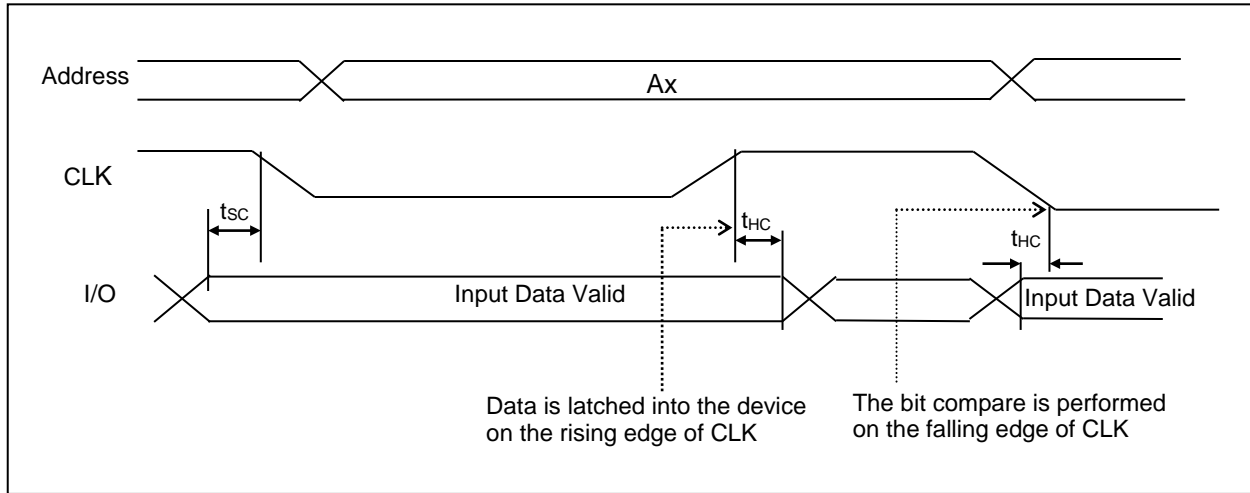 Address
Ax
CLK
tSC
tHC
tHC
I/O
Input Data Valid
Input Data Valid
Data is latched into the device
on the rising edge of CLK
The bit compare is performed
on the falling edge of CLK